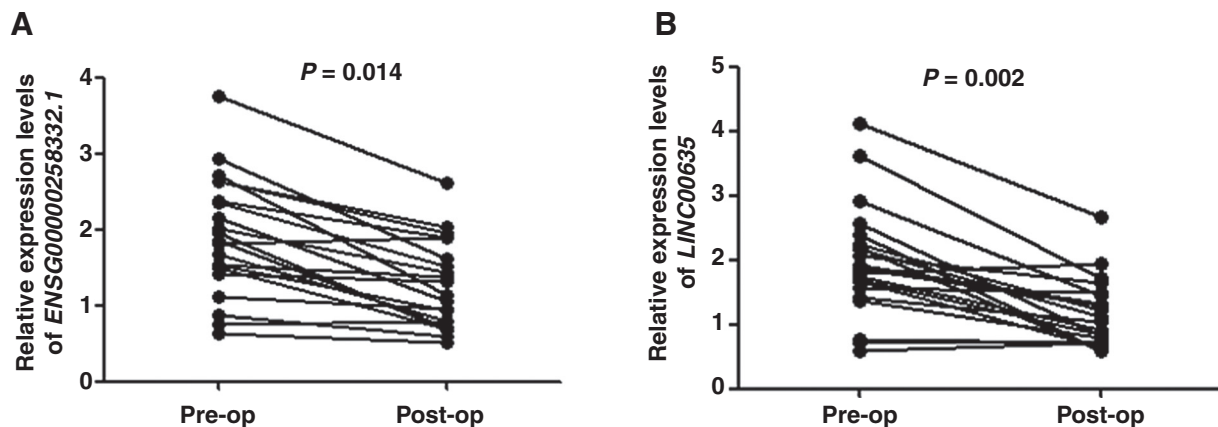 A
P = 0.014
Relative expression levels
of ENSG00000258332.1
4
3
2
1
0
Pre-op
Post-op
B
P = 0.002
Relative expression levels
of LINC00635
5
4
3
2
1
0
Pre-op
Post-op